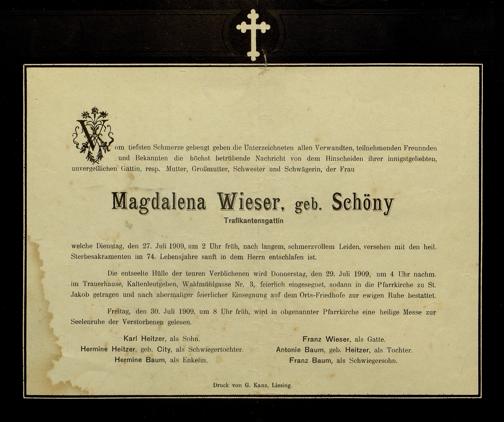 Vom tiefsten Schmerze gebeugt geben die Unterzeichneten allen Verwandten, teilnehmenden Freunden
und Bekannten die höchst betrübende Nachricht von dem Hinscheiden ihrer innigstgeliebten,
unvergeßlichen Gattin, resp. Mutter, Großmutter, Schwester und Schwägerin, der Frau
Magdalena Wieser, geb. Schöny
Trafikantensgattin
welche Dienstag, den 27. Juli 1909, um 2 Uhr früh, nach langem, schmerzvollem Leiden, versehen mit den heil.
Sterbesakramenten im 74. Lebensjahre sanft in dem Herrn entschlafen ist.
Die entseelte Hülle der teuren Verblichenen wird Donnerstag, den 29. Juli 1909, um 4 Uhr nachm.
im Trauerhause, Kaltenleutgeben, Waldmühlgasse Nr. 3, feierlich eingesegnet, sodann in die Pfarrkirche zu St.
Jakob getragen und nach abermaliger feierlicher Einsegnung auf dem Orts-Friedhofe zur ewigen Ruhe bestattet.
Freitag, den 30. Juli 1909, um 8 Uhr früh, wird in obgenannter Pfarrkirche eine heilige Messe zur
Seelenruhe der Verstorbenen gelesen.
Karl Heitzer, als Sohn.
Hermine Heitzer, geb. City, als Schwiegertochter.
Hermine Baum, als Enkelin.
Franz Wieser, als Gatte.
Antonie Baum, geb. Heitzer, als Tochter.
Franz Baum, als Schwiegersohn.
Druck von G. Kanz, Liesing.